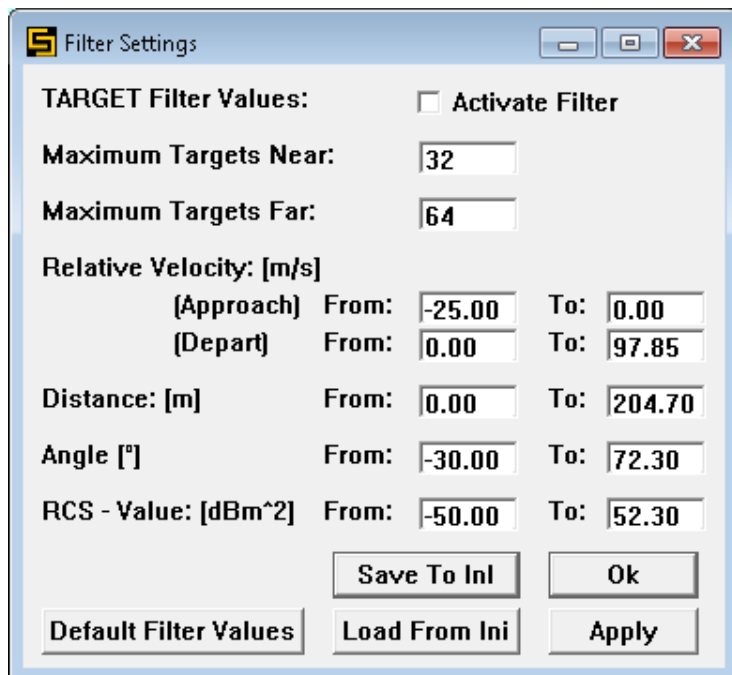 Filter Settings
TARGET Filter Values: Activate Filter
Maximum Targets Near: 32
Maximum Targets Far: 64
Relative Velocity: [m/s]
(Approach) From: -25.00 To: 0.00
(Depart) From: 0.00 To: 97.85
Distance: [m] From: 0.00 To: 204.70
Angle [°] From: -30.00 To: 72.30
RCS - Value: [dBm^2] From: -50.00 To: 52.30
Save To InI Ok
Default Filter Values Load From Ini Apply